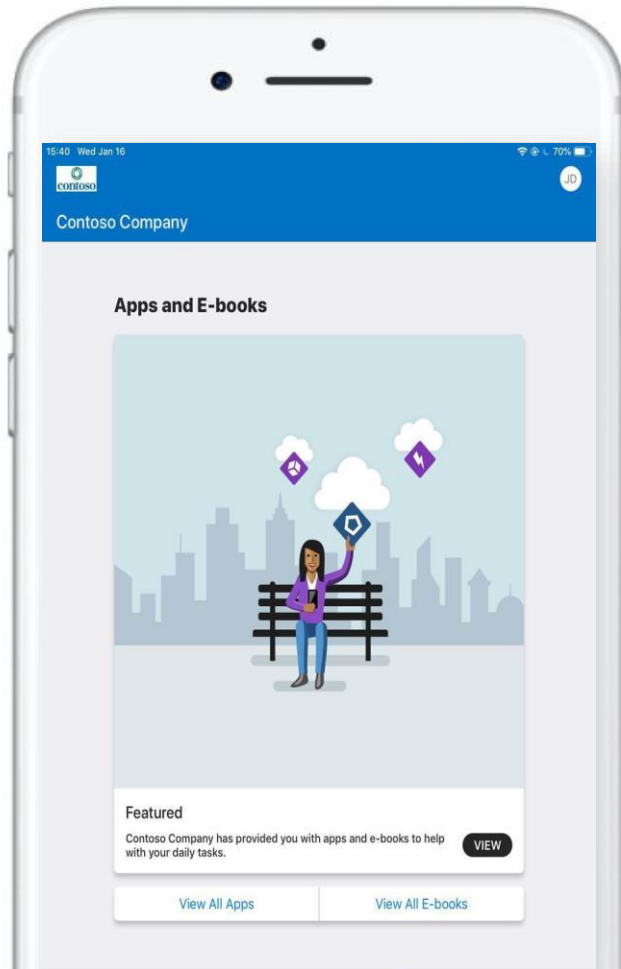 15:40 Wed Jan 16
70%
contoso
JD
Contoso Company
Apps and E-books
Featured
Contoso Company has provided you with apps and e-books to help
with your daily tasks.
VIEW
View All Apps
View All E-books